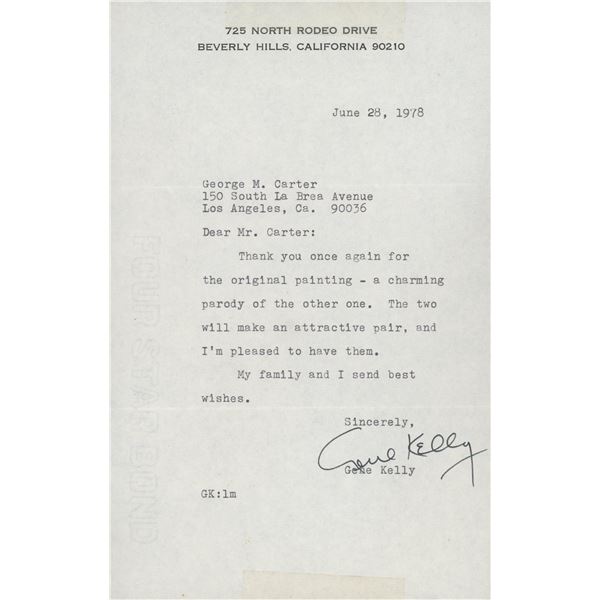 725 NORTH RODEO DRIVE
BEVERLY HILLS, CALIFORNIA 90210
June 28, 1978
George M. Carter
150 South La Brea Avenue
Los Angeles, Ca.  90036
Dear Mr. Carter:
Thank you once again for
the original painting - a charming
parody of the other one.  The two
will make an attractive pair, and
I'm pleased to have them.
My family and I send best
wishes.
Sincerely,
Gene Kelly
Gene Kelly
GK:lm
FOUR STAR BOND